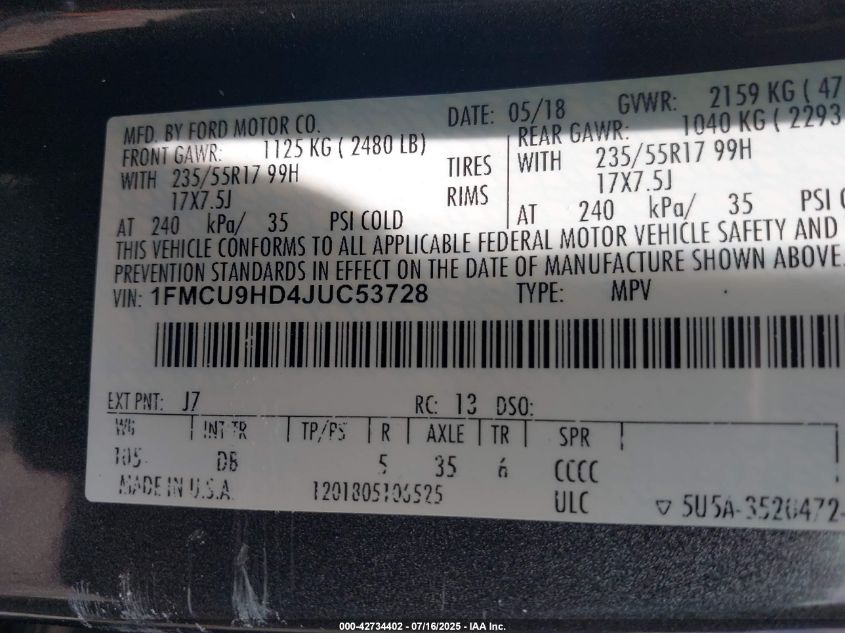 MFD. BY FORD MOTOR CO. DATE: 05/18 GVWR: 2159 KG ( 47
FRONT GAWR: 1125 KG ( 2480 LB) REAR GAWR: 1040 KG ( 2293
WITH 235/55R17 99H TIRES WITH 235/55R17 99H
17X7.5J RIMS 17X7.5J
AT 240 kPa/ 35 PSI COLD AT 240 kPa/ 35 PSI
THIS VEHICLE CONFORMS TO ALL APPLICABLE FEDERAL MOTOR VEHICLE SAFETY AND
PREVENTION STANDARDS IN EFFECT ON THE DATE OF MANUFACTURE SHOWN ABOVE.
VIN: 1FMCU9HD4JUC53728 TYPE: MPV
EXT PNT: J7 RC: 13 DSO:
WB INT TR TP/PS R AXLE TR SPR
105 DB 5 35 6 CCCC
MADE IN U.S.A. 1201805106525 ULC ▽ 5U5A-3520472-
000-42734402 - 07/16/2025 - IAA Inc.